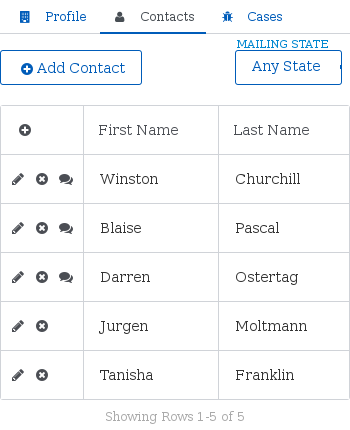 Profile Contacts Cases
MAILING STATE
Add Contact Any State
First Name Last Name
Winston Churchill
Blaise Pascal
Darren Ostertag
Jurgen Moltmann
Tanisha Franklin
Showing Rows 1-5 of 5